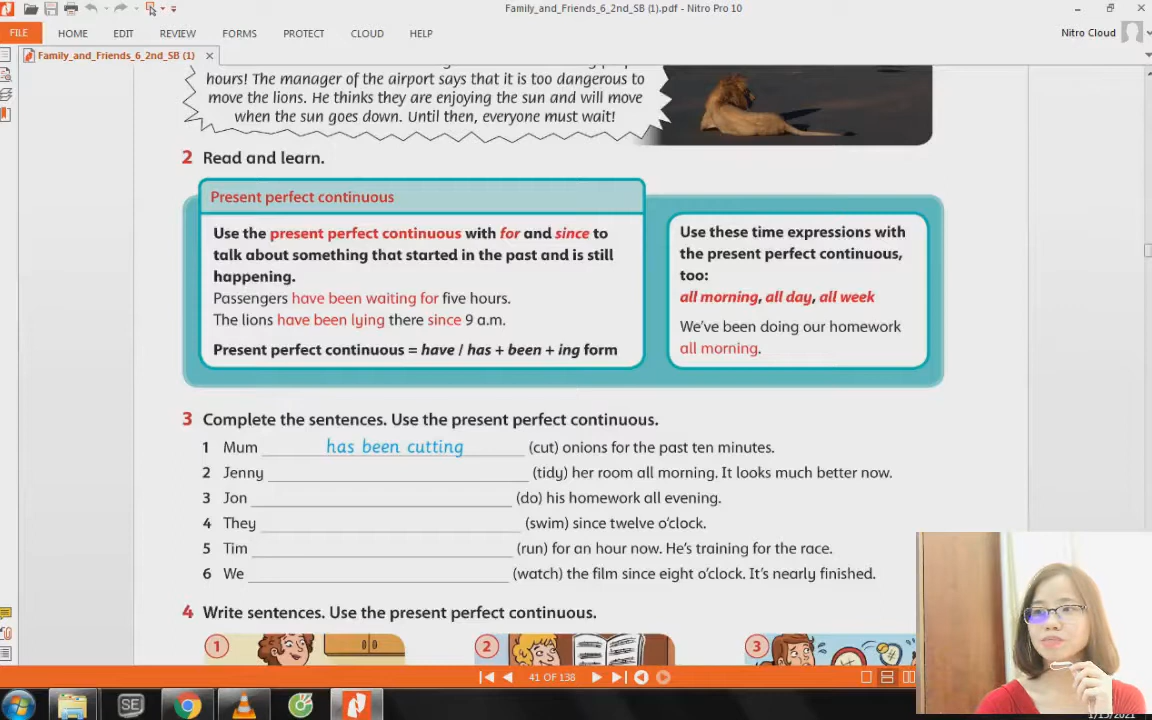 Family_and_Friends_6_2nd_SB (1).pdf - Nitro Pro 10
FILE HOME EDIT REVIEW FORMS PROTECT CLOUD HELP Nitro Cloud
Family_and_Friends_6_2nd_SB (1)
hours! The manager of the airport says that it is too dangerous to
move the lions. He thinks they are enjoying the sun and will move
when the sun goes down. Until then, everyone must wait!
2 Read and learn.
Present perfect continuous
Use the present perfect continuous with for and since to
talk about something that started in the past and is still
happening.
Passengers have been waiting for five hours.
The lions have been lying there since 9 a.m.
Present perfect continuous = have / has + been + ing form
Use these time expressions with
the present perfect continuous,
too:
all morning, all day, all week
We've been doing our homework
all morning.
3 Complete the sentences. Use the present perfect continuous.
1 Mum has been cutting (cut) onions for the past ten minutes.
2 Jenny (tidy) her room all morning. It looks much better now.
3 Jon (do) his homework all evening.
4 They (swim) since twelve o'clock.
5 Tim (run) for an hour now. He's training for the race.
6 We (watch) the film since eight o'clock. It's nearly finished.
4 Write sentences. Use the present perfect continuous.
1 2 3
41 OF 138
SE